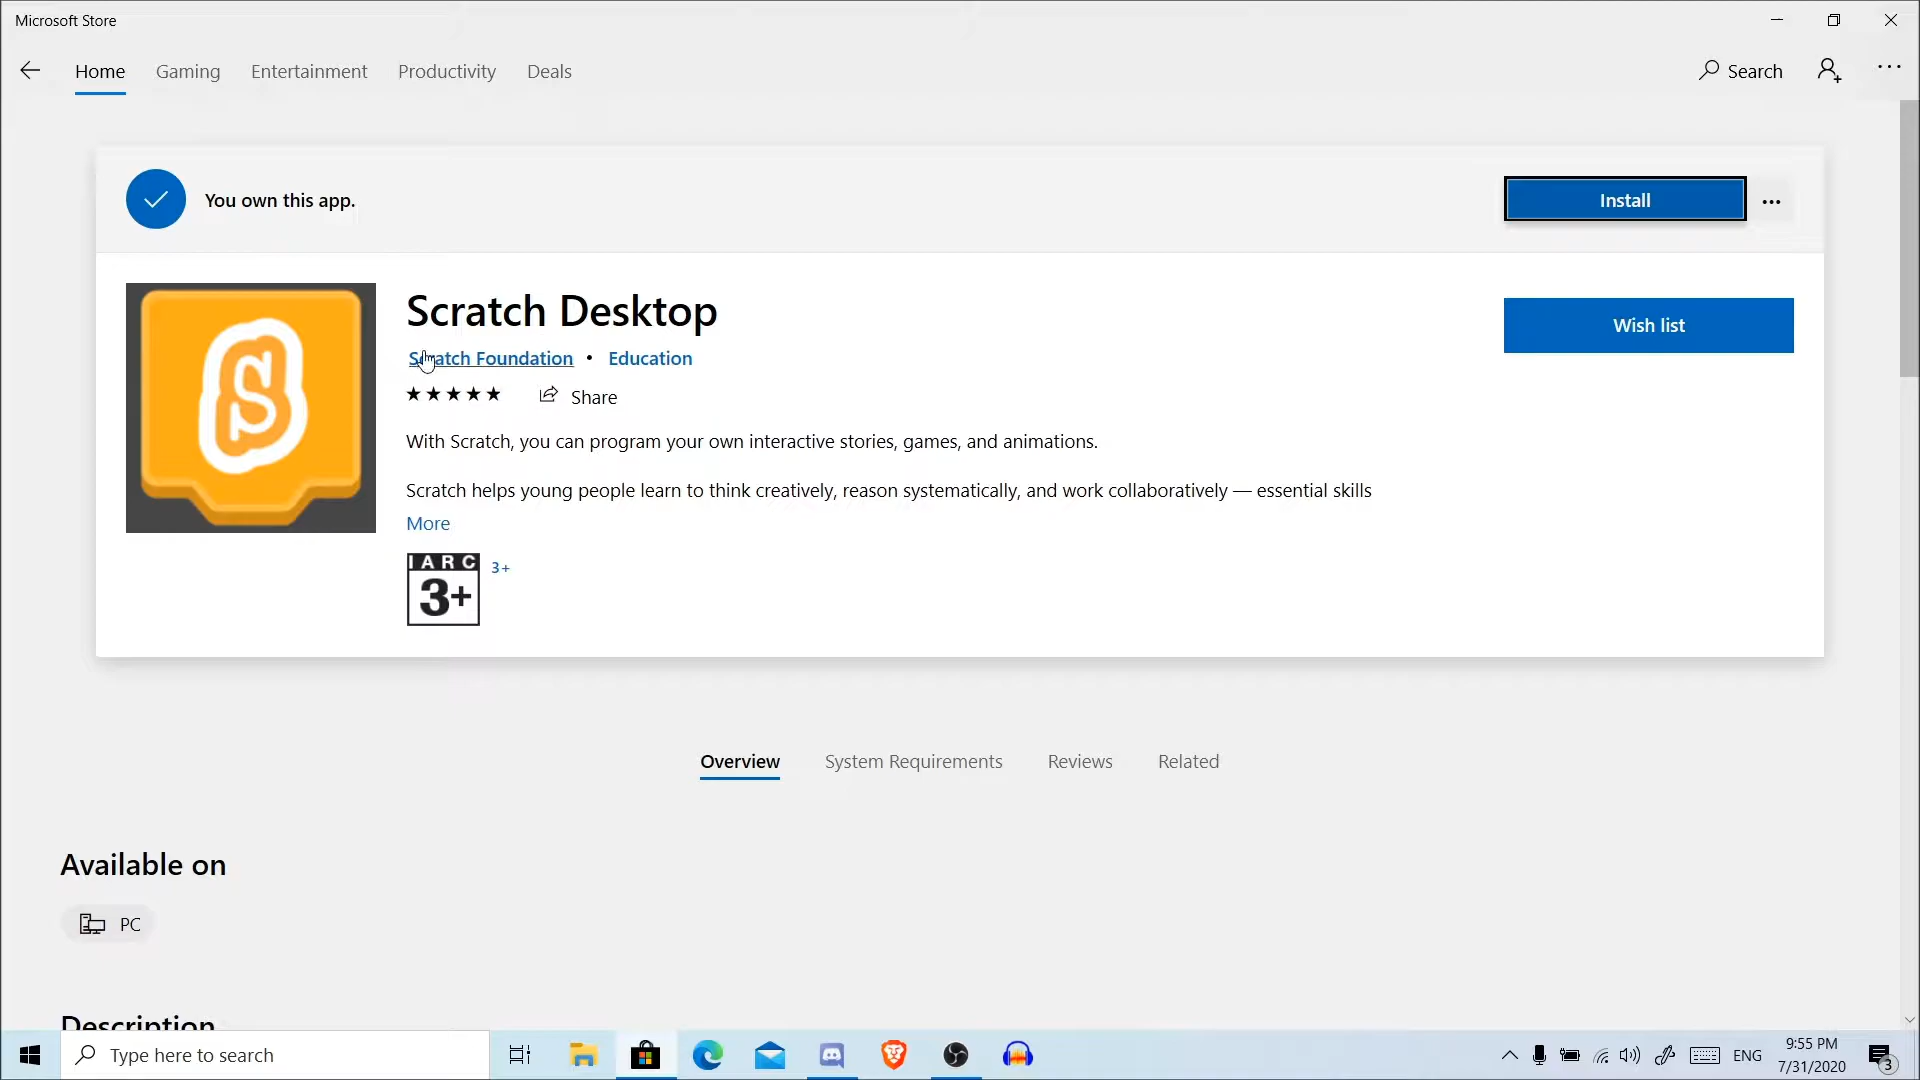 Microsoft Store
Home Gaming Entertainment Productivity Deals Search
You own this app. Install
Scratch Desktop
Wish list
Scratch Foundation • Education
Share
With Scratch, you can program your own interactive stories, games, and animations.
Scratch helps young people learn to think creatively, reason systematically, and work collaboratively — essential skills
More
IARC
3+
3+
Overview System Requirements Reviews Related
Available on
PC
Description
Type here to search
ENG
9:55 PM
7/31/2020
3